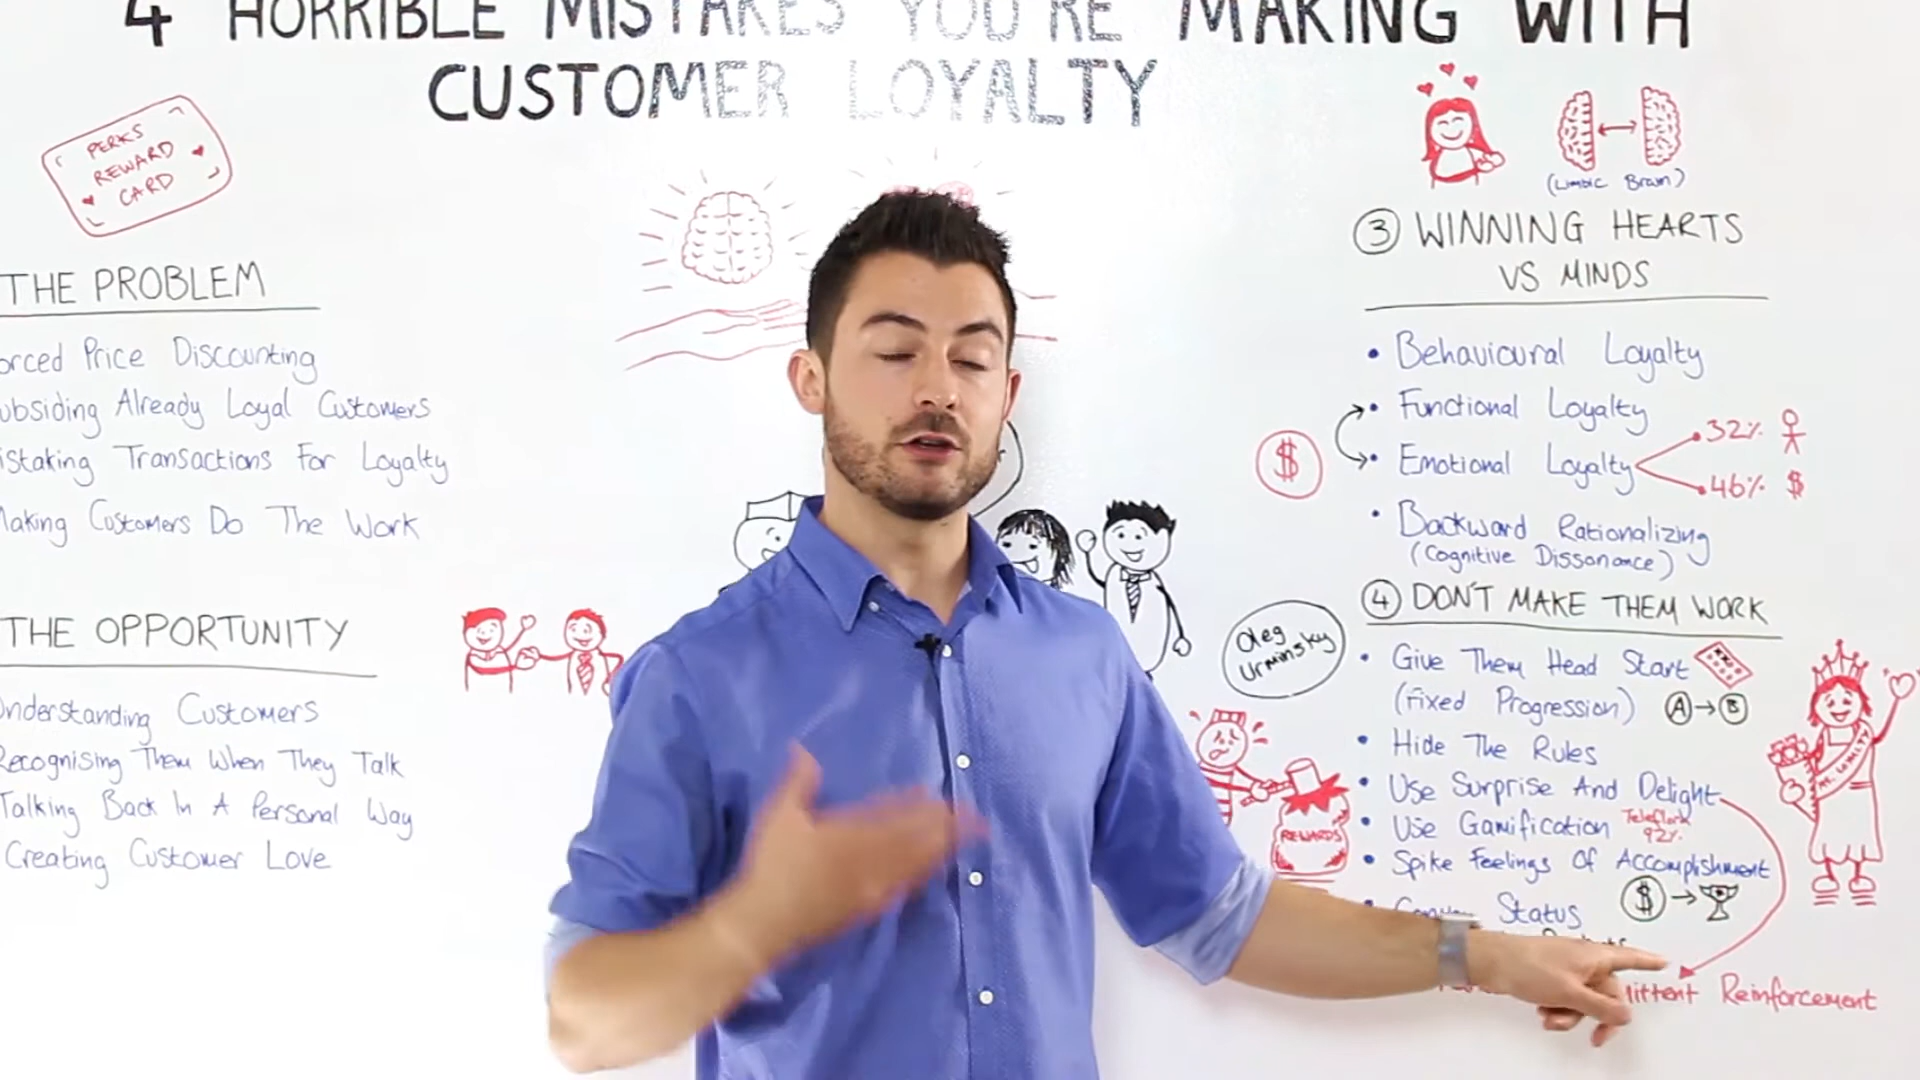 4 HORRIBLE MISTAKES YOU'RE MAKING WITH
CUSTOMER LOYALTY
PERKS
REWARD
CARD
THE PROBLEM
orced Price Discounting
ubsiding Already Loyal Customers
istaking Transactions For Loyalty
Making Customers Do The Work
THE OPPORTUNITY
Understanding Customers
Recognising Them When They Talk
Talking Back In A Personal Way
Creating Customer Love
(Limbic Brain)
3 WINNING HEARTS
VS MINDS
• Behavioural Loyalty
• Functional Loyalty
• Emotional Loyalty
32%
46% $
$
• Backward Rationalizing
(Cognitive Dissonance)
4 DON'T MAKE THEM WORK
Oleg
Urminsky
• Give Them Head Start
(Fixed Progression) A → B
• Hide The Rules
• Use Surprise And Delight
• Use Gamification Teleflora
92%
• Spike Feelings Of Accomplishment
$ →
• Status
mittent Reinforcement
REWARDS
LOYALTY